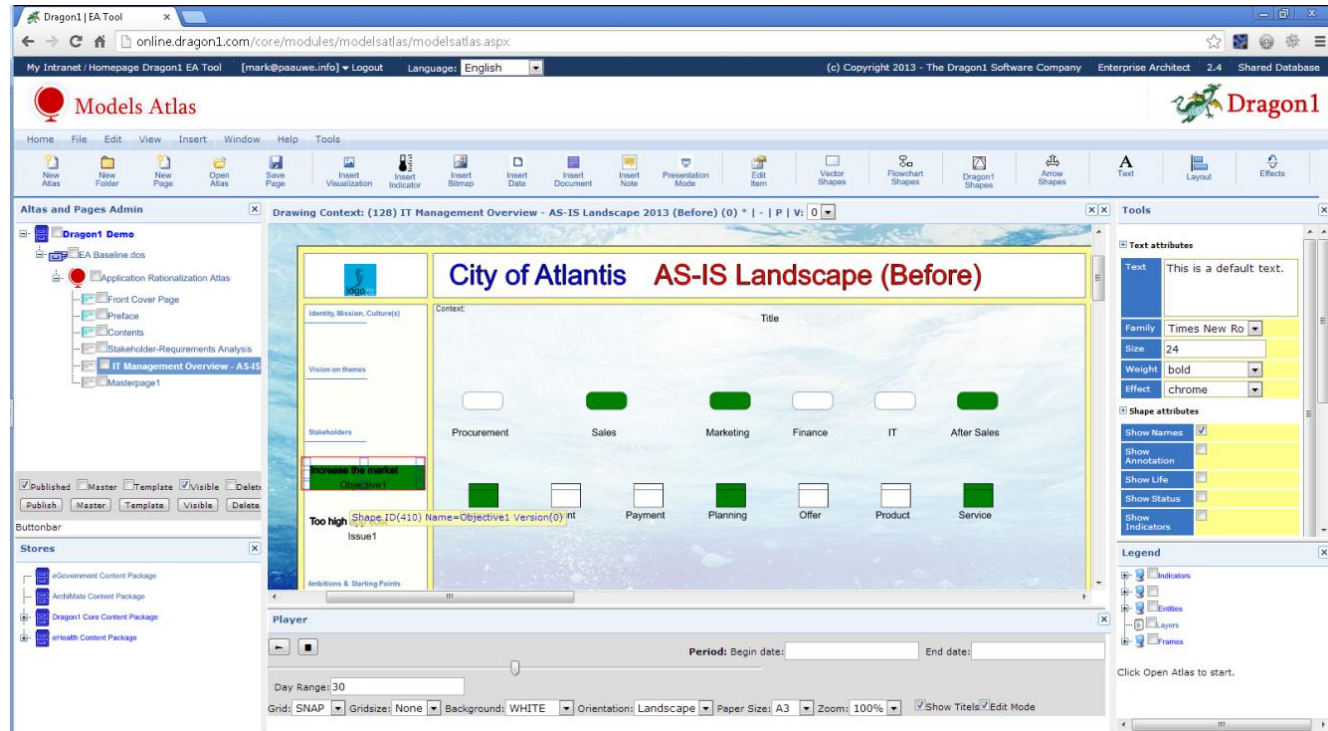 Dragon1 | EA Tool
online.dragon1.com/core/modules/modelsatlas/modelsatlas.aspx
My Intranet / Homepage Dragon1 EA Tool [mark@paauwe.info] Logout Language: English (c) Copyright 2013 - The Dragon1 Software Company Enterprise Architect 2.4 Shared Database
Models Atlas
Dragon1
Home File Edit View Insert Window Help Tools
New Atlas
New Folder
New Page
Open Atlas
Save Page
Insert Visualization
Insert Indicator
Insert Bitmap
Insert Data
Insert Document
Insert Note
Presentation Mode
Edit Item
Vector Shapes
Flowchart Shapes
Dragon1 Shapes
Arrow Shapes
Text
Layout
Effects
Altas and Pages Admin
Dragon1 Demo
EA Baseline.dos
Application Rationalization Atlas
Front Cover Page
Preface
Contents
Stakeholder-Requirements Analysis
IT Management Overview - AS-IS
Masterpage1
Published Master Template Visible Delete
Publish Master Template Visible Delete
Buttonbar
Stores
eGovernment Content Package
ArchiMate Content Package
Dragon1 Core Content Package
eHealth Content Package
Drawing Context: (128) IT Management Overview - AS-IS Landscape 2013 (Before) (0) * | - | P | V: 0
logo
City of Atlantis AS-IS Landscape (Before)
Identity, Mission, Culture(s)
Vision on themes
Stakeholders
Increase the market
Objective1
Too high
Issue1
Ambitions & Starting Points
Context:
Title
Procurement Sales Marketing Finance IT After Sales
Shape ID(410) Name=Objective1 Version(0)
Payment Planning Offer Product Service
Player
Period: Begin date: End date:
Day Range: 30
Grid: SNAP Gridsize: None Background: WHITE Orientation: Landscape Paper Size: A3 Zoom: 100% Show Titels Edit Mode
Tools
Text attributes
Text This is a default text.
Family Times New Ro
Size 24
Weight bold
Effect chrome
Shape attributes
Show Names
Show Annotation
Show Life
Show Status
Show Indicators
Legend
Indicators
Entities
Layers
Frames
Click Open Atlas to start.